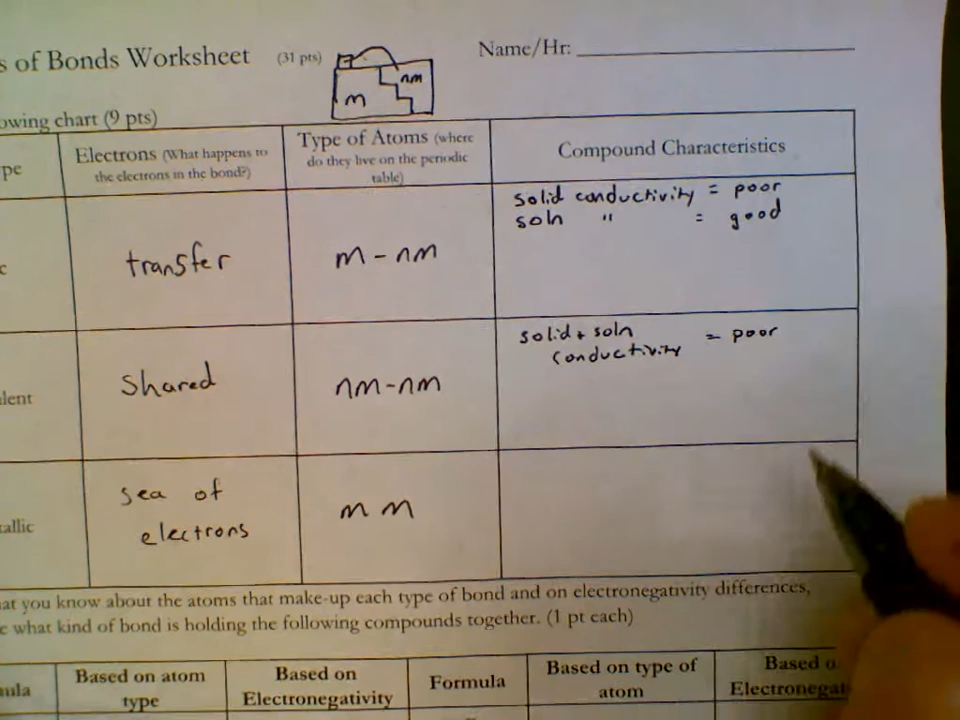 s of Bonds Worksheet (31 pts) Name/Hr:
m nm
owing chart (9 pts)
pe Electrons (What happens to the electrons in the bond?) Type of Atoms (where do they live on the periodic table) Compound Characteristics
c transfer m - nm solid conductivity = poor
soln " = good
lent shared nm-nm solid + soln conductivity = poor
allic sea of electrons m m
at you know about the atoms that make-up each type of bond and on electronegativity differences,
e what kind of bond is holding the following compounds together. (1 pt each)
ula Based on atom type Based on Electronegativity Formula Based on type of atom Based o Electronegat